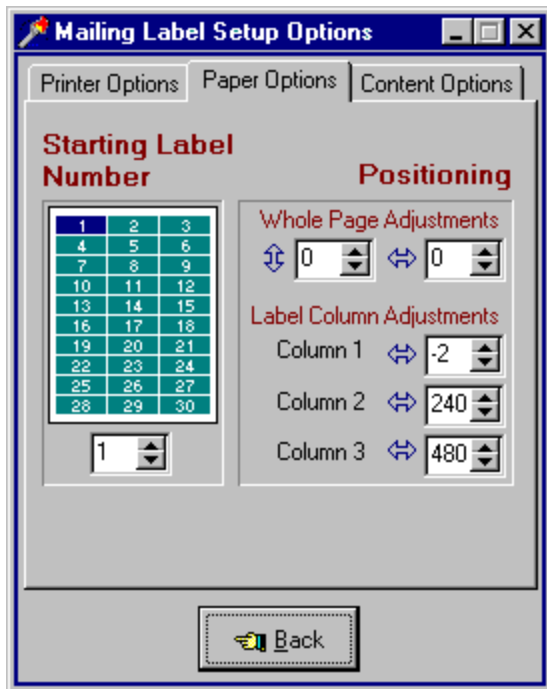 Mailing Label Setup Options
Printer Options Paper Options Content Options
Starting Label
Number
1 2 3
4 5 6
7 8 9
10 11 12
13 14 15
16 17 18
19 20 21
22 23 24
25 26 27
28 29 30
1
Positioning
Whole Page Adjustments
0 0
Label Column Adjustments
Column 1 -2
Column 2 240
Column 3 480
Back